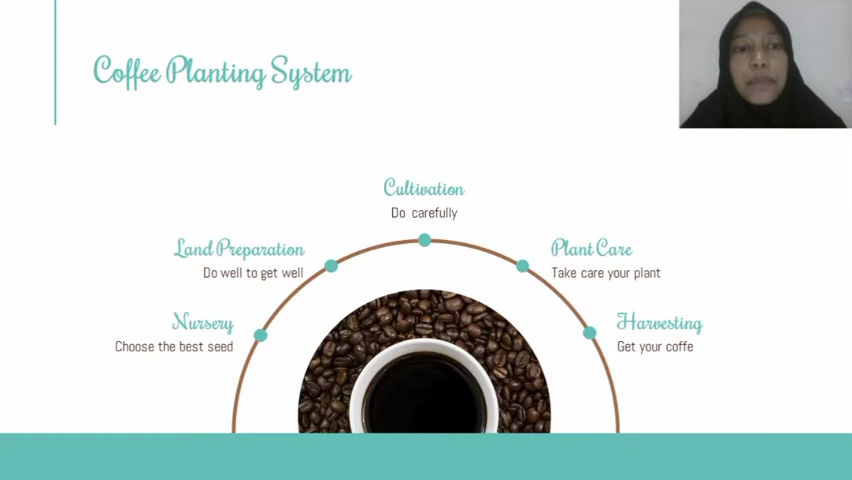 Coffee Planting System
Nursery
Choose the best seed
Land Preparation
Do well to get well
Cultivation
Do carefully
Plant Care
Take care your plant
Harvesting
Get your coffe